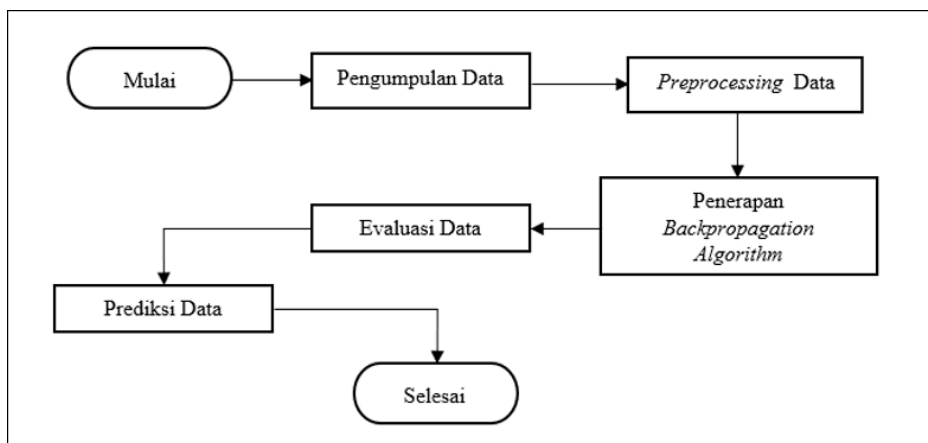 Mulai
Pengumpulan Data
Preprocessing Data
Penerapan
Backpropagation
Algorithm
Evaluasi Data
Prediksi Data
Selesai